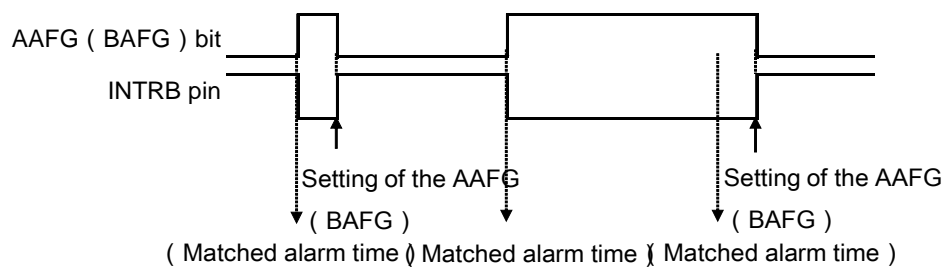 AAFG ( BAFG ) bit
INTRB pin
Setting of the AAFG
( BAFG )
Setting of the AAFG
( BAFG )
( Matched alarm time )
( Matched alarm time )
( Matched alarm time )